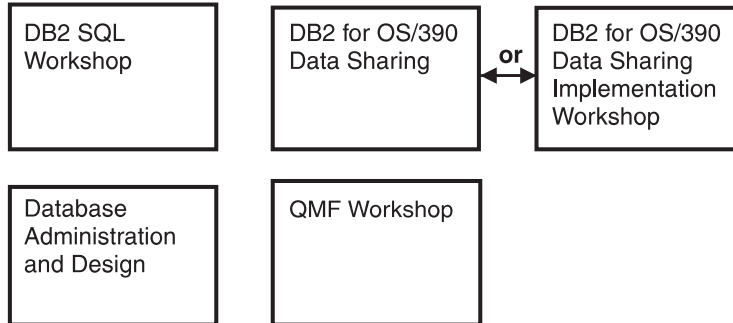 DB2 SQL
Workshop
DB2 for OS/390
Data Sharing
or
DB2 for OS/390
Data Sharing
Implementation
Workshop
Database
Administration
and Design
QMF Workshop